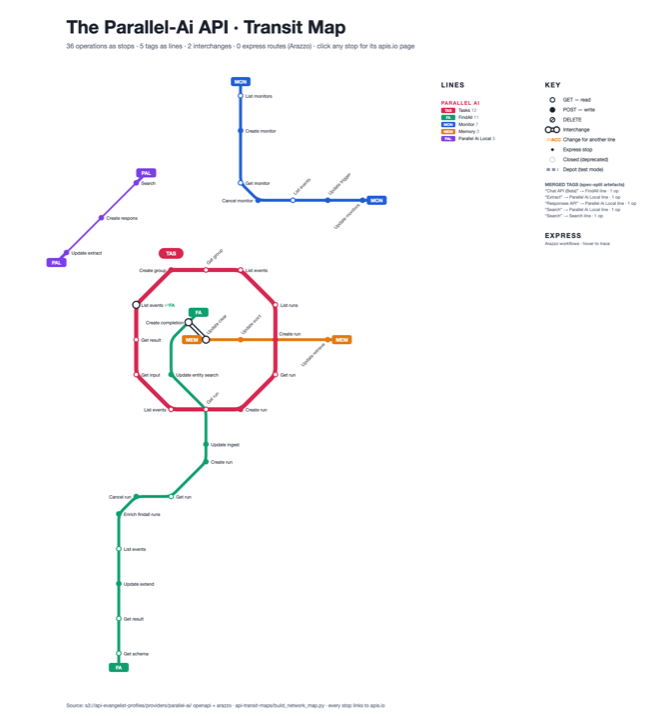 The Parallel-Ai API · Transit Map
36 operations as stops · 5 tags as lines · 2 interchanges · 0 express routes (Arazzo) · click any stop for its apis.io page
LINES
PARALLEL AI
TAS Tasks 12
FA FindAll 11
MON Monitor 7
MEM Memory 3
PAL Parallel Ai Local 3
KEY
GET — read
POST — write
DELETE
Interchange
Change for another line
Express stop
Closed (deprecated)
Depot (test mode)
MERGED TAGS (spec-split artefacts)
"Chat API (Beta)" → FindAll line · 1 op
"Extract" → Parallel Ai Local line · 1 op
"Responses API" → Parallel Ai Local line · 1 op
"Search" → Parallel Ai Local line · 1 op
"Search" → Search line · 1 op
EXPRESS
Arazzo workflows · hover to trace
MON
List monitors
Create monitor
Get monitor
Cancel monitor
List events
Update trigger
Update monitors
MON
PAL
Search
Create respons
Update extract
PAL
TAS
Create group
Get group
List events
List events
FA
List runs
FA
Create completion
Update clear
Update evict
Create run
MEM
MEM
Update retrieve
Get result
Get input
Update entity search
Get run
Get run
List events
Create run
Update ingest
Create run
Cancel run
Get run
Enrich findall runs
List events
Update extend
Get result
Get schema
FA
Source: s3://api-evangelist-profiles/providers/parallel-ai/ openapi + arazzo · api-transit-maps/build_network_map.py · every stop links to apis.io